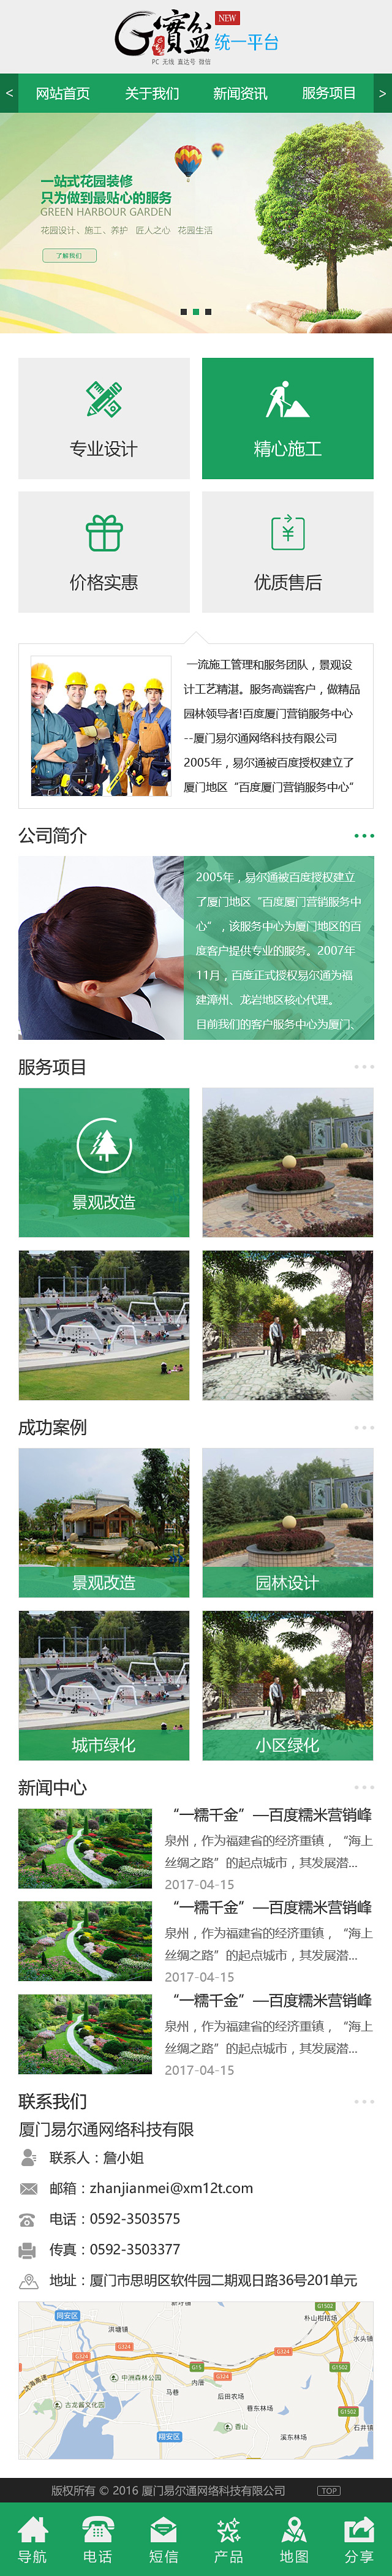 實盆
NEW
统一平台
PC 无线 直达号 微信
< 网站首页 关于我们 新闻资讯 服务项目 >
一站式花园装修
只为做到最贴心的服务
GREEN HARBOUR GARDEN
花园设计、施工、养护 匠人之心 花园生活
了解我们
专业设计 精心施工
价格实惠 优质售后
一流施工管理和服务团队，景观设
计工艺精湛。服务高端客户，做精品
园林领导者!百度厦门营销服务中心
--厦门易尔通网络科技有限公司
2005年，易尔通被百度授权建立了
厦门地区“百度厦门营销服务中心”
公司简介
2005年，易尔通被百度授权建立
了厦门地区“百度厦门营销服务中
心”，该服务中心为厦门地区的百
度客户提供专业的服务。2007年
11月，百度正式授权易尔通为福
建漳州、龙岩地区核心代理。
目前我们的客户服务中心为厦门、
服务项目
景观改造
成功案例
景观改造 园林设计
城市绿化 小区绿化
新闻中心
“一糯千金”—百度糯米营销峰
泉州，作为福建省的经济重镇，“海上
丝绸之路”的起点城市，其发展潜...
2017-04-15
“一糯千金”—百度糯米营销峰
泉州，作为福建省的经济重镇，“海上
丝绸之路”的起点城市，其发展潜...
2017-04-15
“一糯千金”—百度糯米营销峰
泉州，作为福建省的经济重镇，“海上
丝绸之路”的起点城市，其发展潜...
2017-04-15
联系我们
厦门易尔通网络科技有限
联系人：詹小姐
邮箱：zhanjianmei@xm12t.com
电话：0592-3503575
传真：0592-3503377
地址：厦门市思明区软件园二期观日路36号201单元
同安区
G1502
朴山相拮场
洪塘镇
水头镇
G324
G324
沈海高速
G15
G1502
中洲森林公园
内厝
G324
马巷
后田农场
古龙酱文化园
巷东林场
G1502
香山
石井镇
翔安区
溪东林场
版权所有 © 2016 厦门易尔通网络科技有限公司 TOP
导航 电话 短信 产品 地图 分享